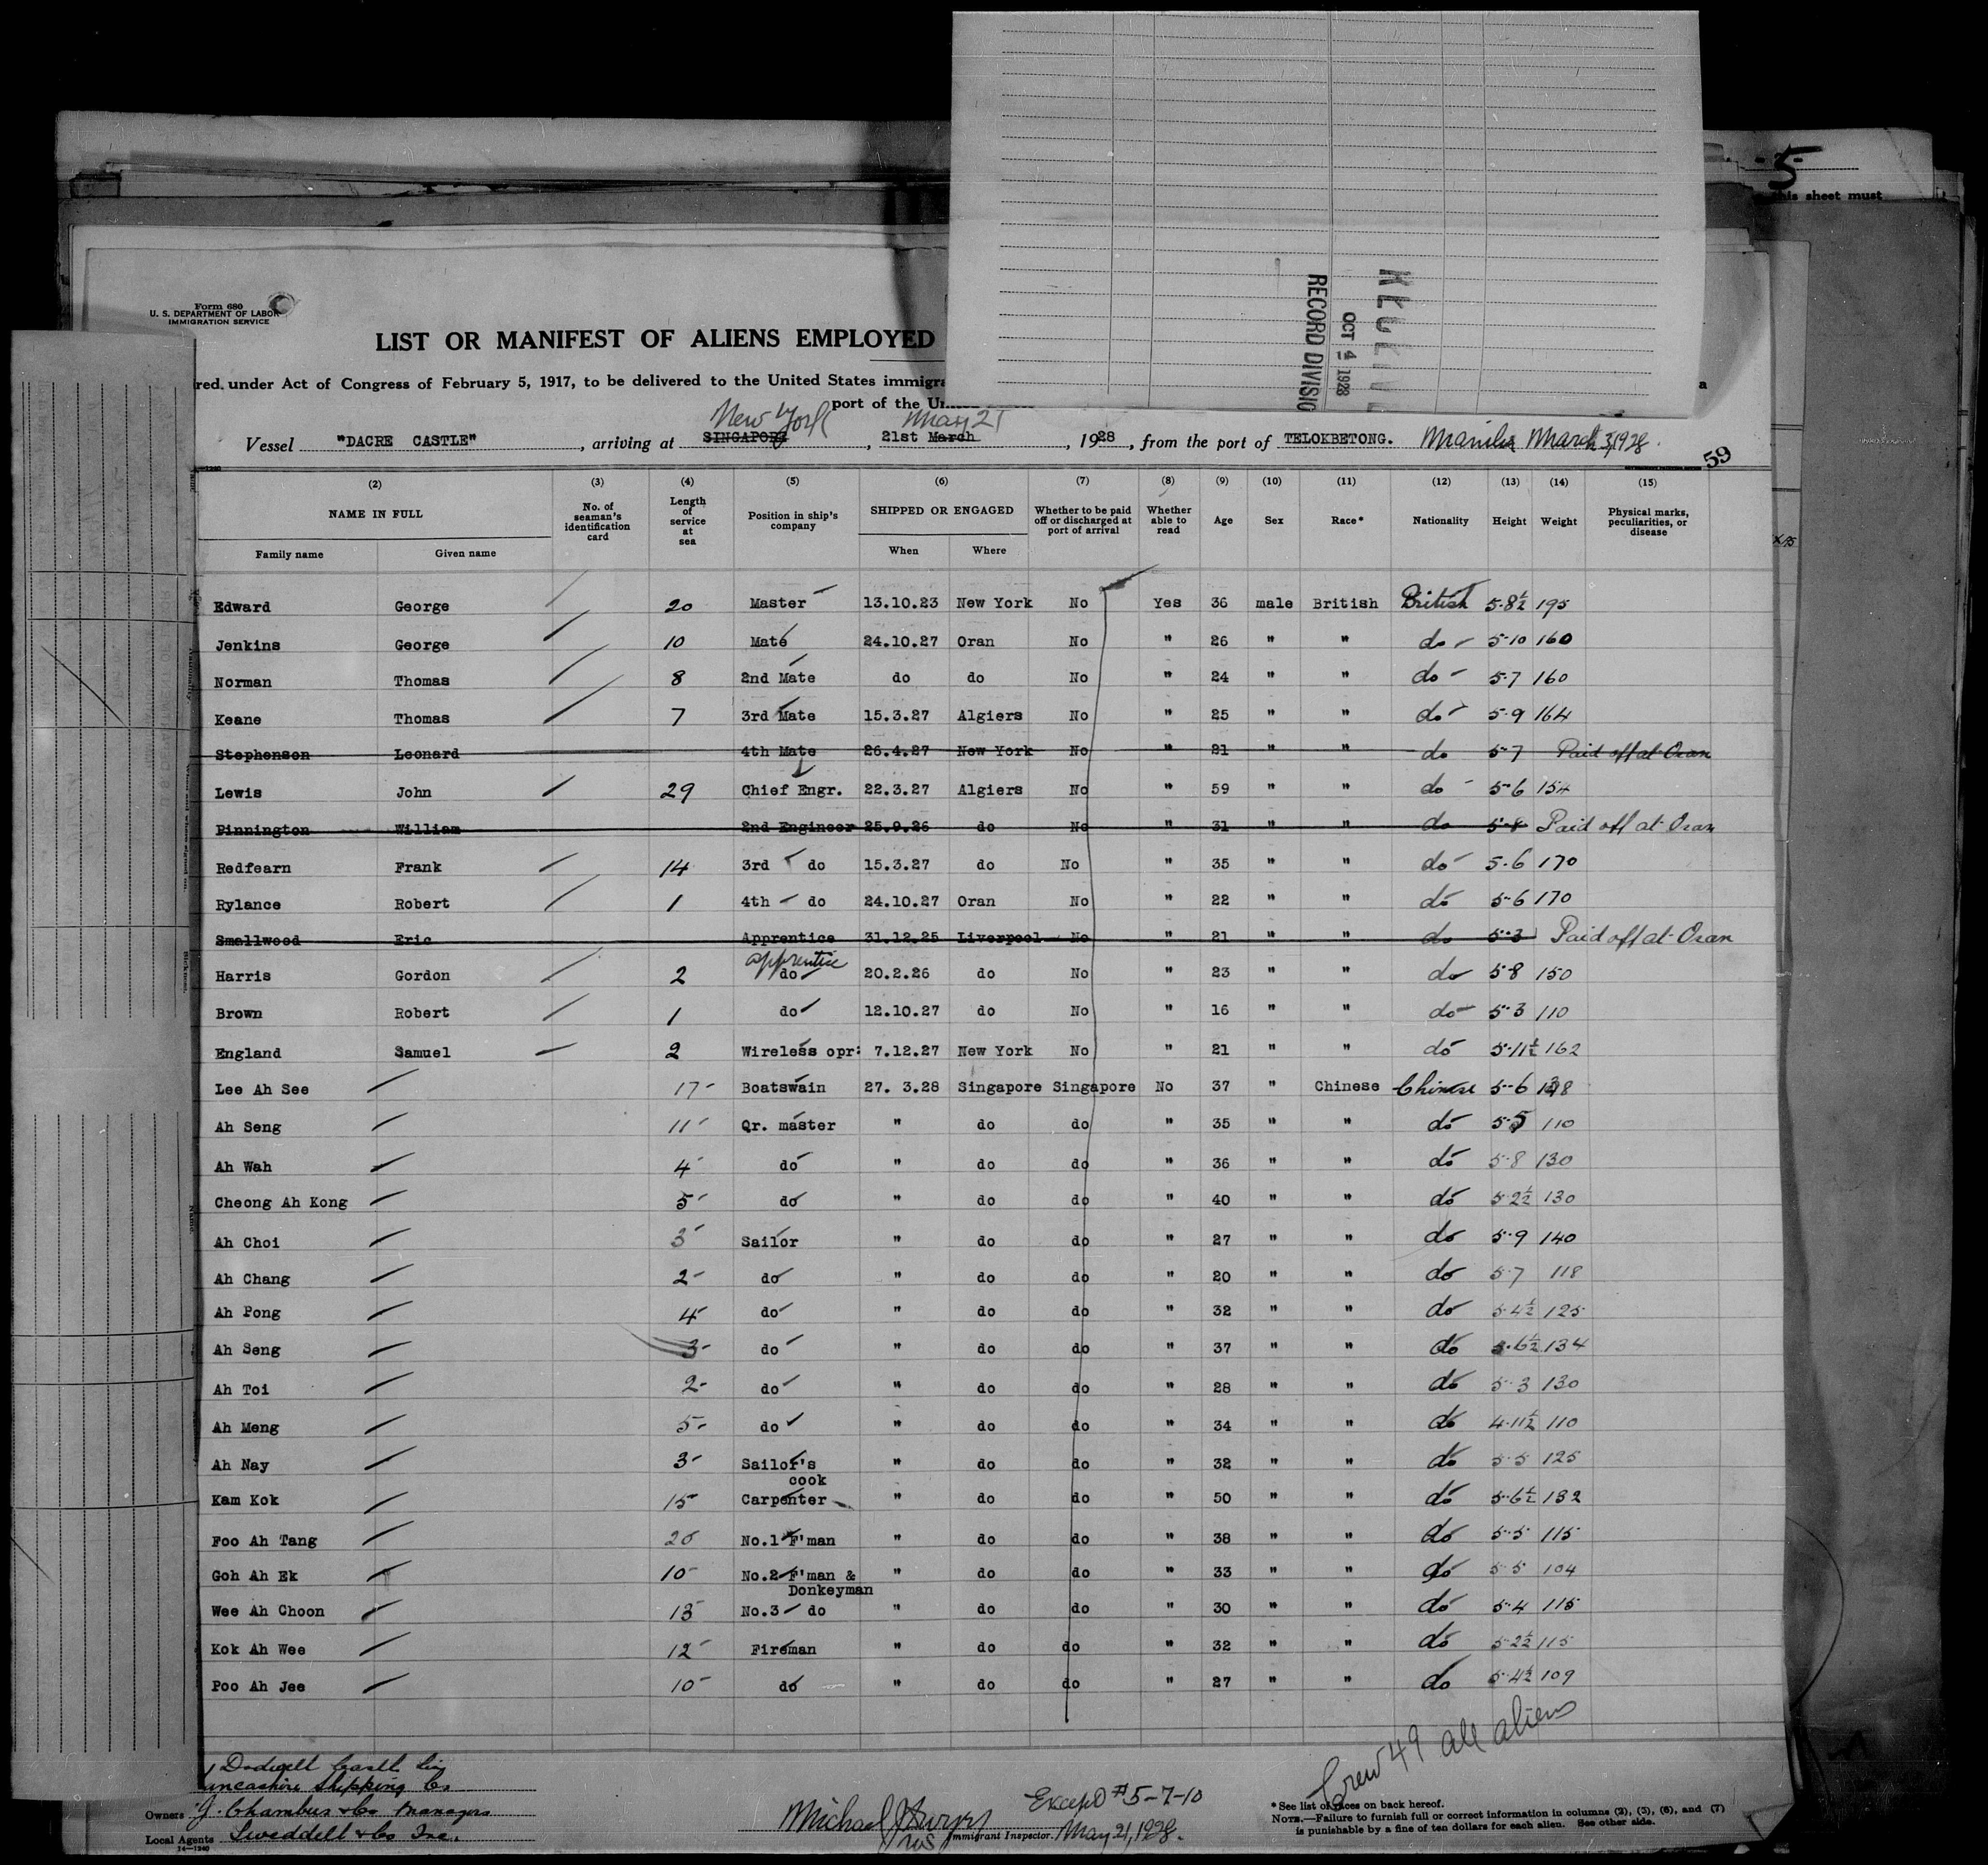 5
this sheet must
RECEIVE
OCT 4 1928
RECORD DIVISIO
Form 680
U. S. DEPARTMENT OF LABOR
IMMIGRATION SERVICE
LIST OR MANIFEST OF ALIENS EMPLOYED
red under Act of Congress of February 5, 1917, to be delivered to the United States immigra
port of the Un
New York May 21
Vessel "DACRE CASTLE", arriving at SINGAPORE, 21st March, 1928, from the port of TELOKBETONG. Manila March 3, 1928.
59
(2) (3) (4) (5) (6) (7) (8) (9) (10) (11) (12) (13) (14) (15)
NAME IN FULL No. of seaman's identification card Length of service at sea Position in ship's company SHIPPED OR ENGAGED Whether to be paid off or discharged at port of arrival Whether able to read Age Sex Race* Nationality Height Weight Physical marks, peculiarities, or disease
Family name Given name When Where
Edward George 20 Master 13.10.23 New York No Yes 36 male British British 5-8½ 195
Jenkins George 10 Mate 24.10.27 Oran No " 26 " " do 5-10 160
Norman Thomas 8 2nd Mate do do No " 24 " " do 5-7 160
Keane Thomas 7 3rd Mate 15.3.27 Algiers No " 25 " " do 5-9 164
Stephenson Leonard 4th Mate 26.4.27 New York No " 21 " " do 5-7 Paid off at Oran
Lewis John 29 Chief Engr. 22.3.27 Algiers No " 59 " " do 5-6 154
Pinnington William 2nd Engineer 25.9.26 do No " 31 " " do 5-8 Paid off at Oran
Redfearn Frank 14 3rd do 15.3.27 do No " 35 " " do 5-6 170
Rylance Robert 1 4th do 24.10.27 Oran No " 22 " " do 5-6 170
Smallwood Eric Apprentice 31.12.25 Liverpool No " 21 " " do 5-3 Paid off at Oran
apprentice
Harris Gordon 2 do 20.2.26 do No " 23 " " do 5-8 150
Brown Robert 1 do 12.10.27 do No " 16 " " do 5-3 110
England Samuel 2 Wireless opr: 7.12.27 New York No " 21 " " do 5-11½ 162
Lee Ah See 17 Boatswain 27. 3.28 Singapore Singapore No 37 " Chinese Chinese 5-6
Ah Seng 11 Qr. master " do do " 35 " " do 5-5 110
Ah Wah 4 do " do do " 36 " " do 5-8 130
Cheong Ah Kong 5 do " do do " 40 " " do 5-2½ 130
Ah Choi 3 Sailor " do do " 27 " " do 5-9 140
Ah Chang 2 do " do do " 20 " " do 5-7 118
Ah Pong 4 do " do do " 32 " " do 5-4½ 125
Ah Seng 3 do " do do " 37 " " do 5-6½ 134
Ah Toi 2 do " do do " 28 " " do 5-3 130
Ah Meng 5 do " do do " 34 " " do 4-11½ 110
Ah Nay 3 Sailor's cook " do do " 32 " " do 5-5 125
Kam Kok 15 Carpenter " do do " 50 " " do 5-6½ 132
Foo Ah Tang 20 No.1 F'man " do do " 38 " " do 5-5 115
Goh Ah Ek 10 No.2 F'man & Donkeyman " do do " 33 " " do 5-5 104
Wee Ah Choon 13 No.3 do " do do " 30 " " do 5-4 115
Kok Ah Wee 12 Fireman " do do " 32 " " do 5-2½ 115
Poo Ah Jee 10 do " do do " 27 " " do 5-4½ 109
Crew 49 all aliens
Dodwell Castle Line
Lancashire Shipping Co
Owners J. Chambers & Co Managers
Local Agents Sweddell & Co Inc.
14—1240
Except #5-7-10
Michael
Immigrant Inspector. May 21, 1928.
*See list of races on back hereof.
NOTE.—Failure to furnish full or correct information in columns (2), (5), (6), and (7)
is punishable by a fine of ten dollars for each alien. See other side.